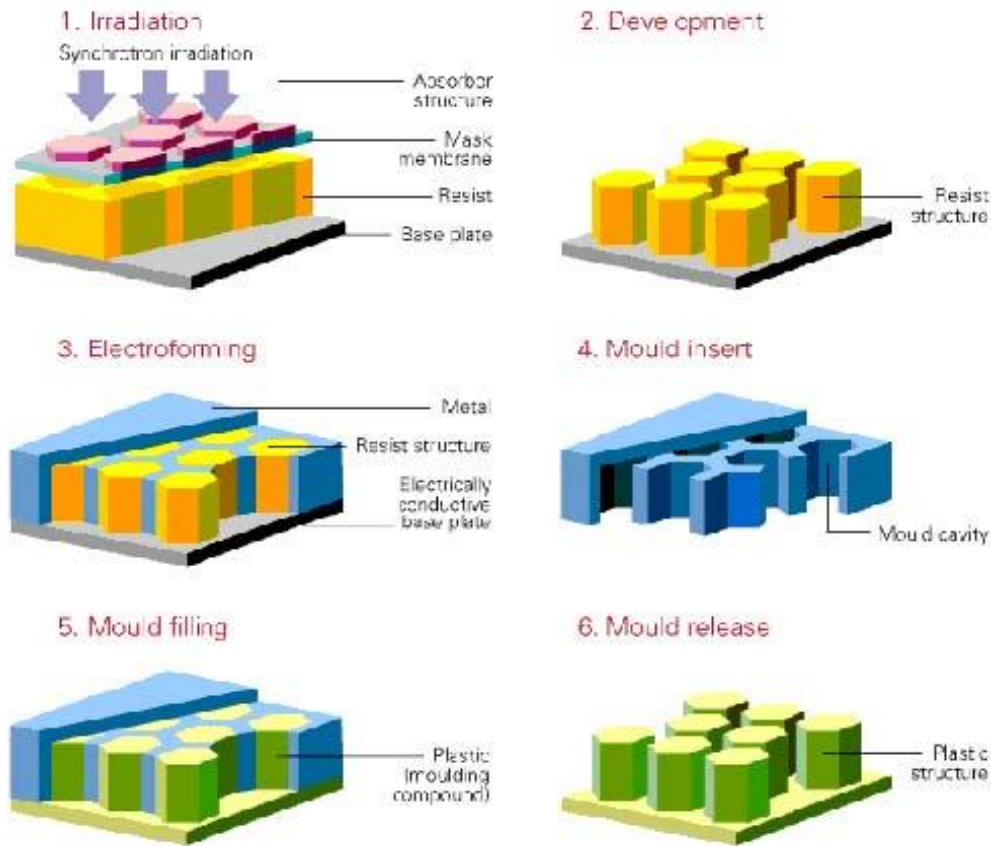 1. Irradiation
Synchrotron irradiation
Absorber
structure
Mask
membrane
Resist
Base plate
2. Development
Resist
structure
3. Electroforming
Metal
Resist structure
Electrically
conductive
base plate
4. Mould insert
Mould cavity
5. Mould filling
Plastic
(moulding
compound)
6. Mould release
Plastic
structure